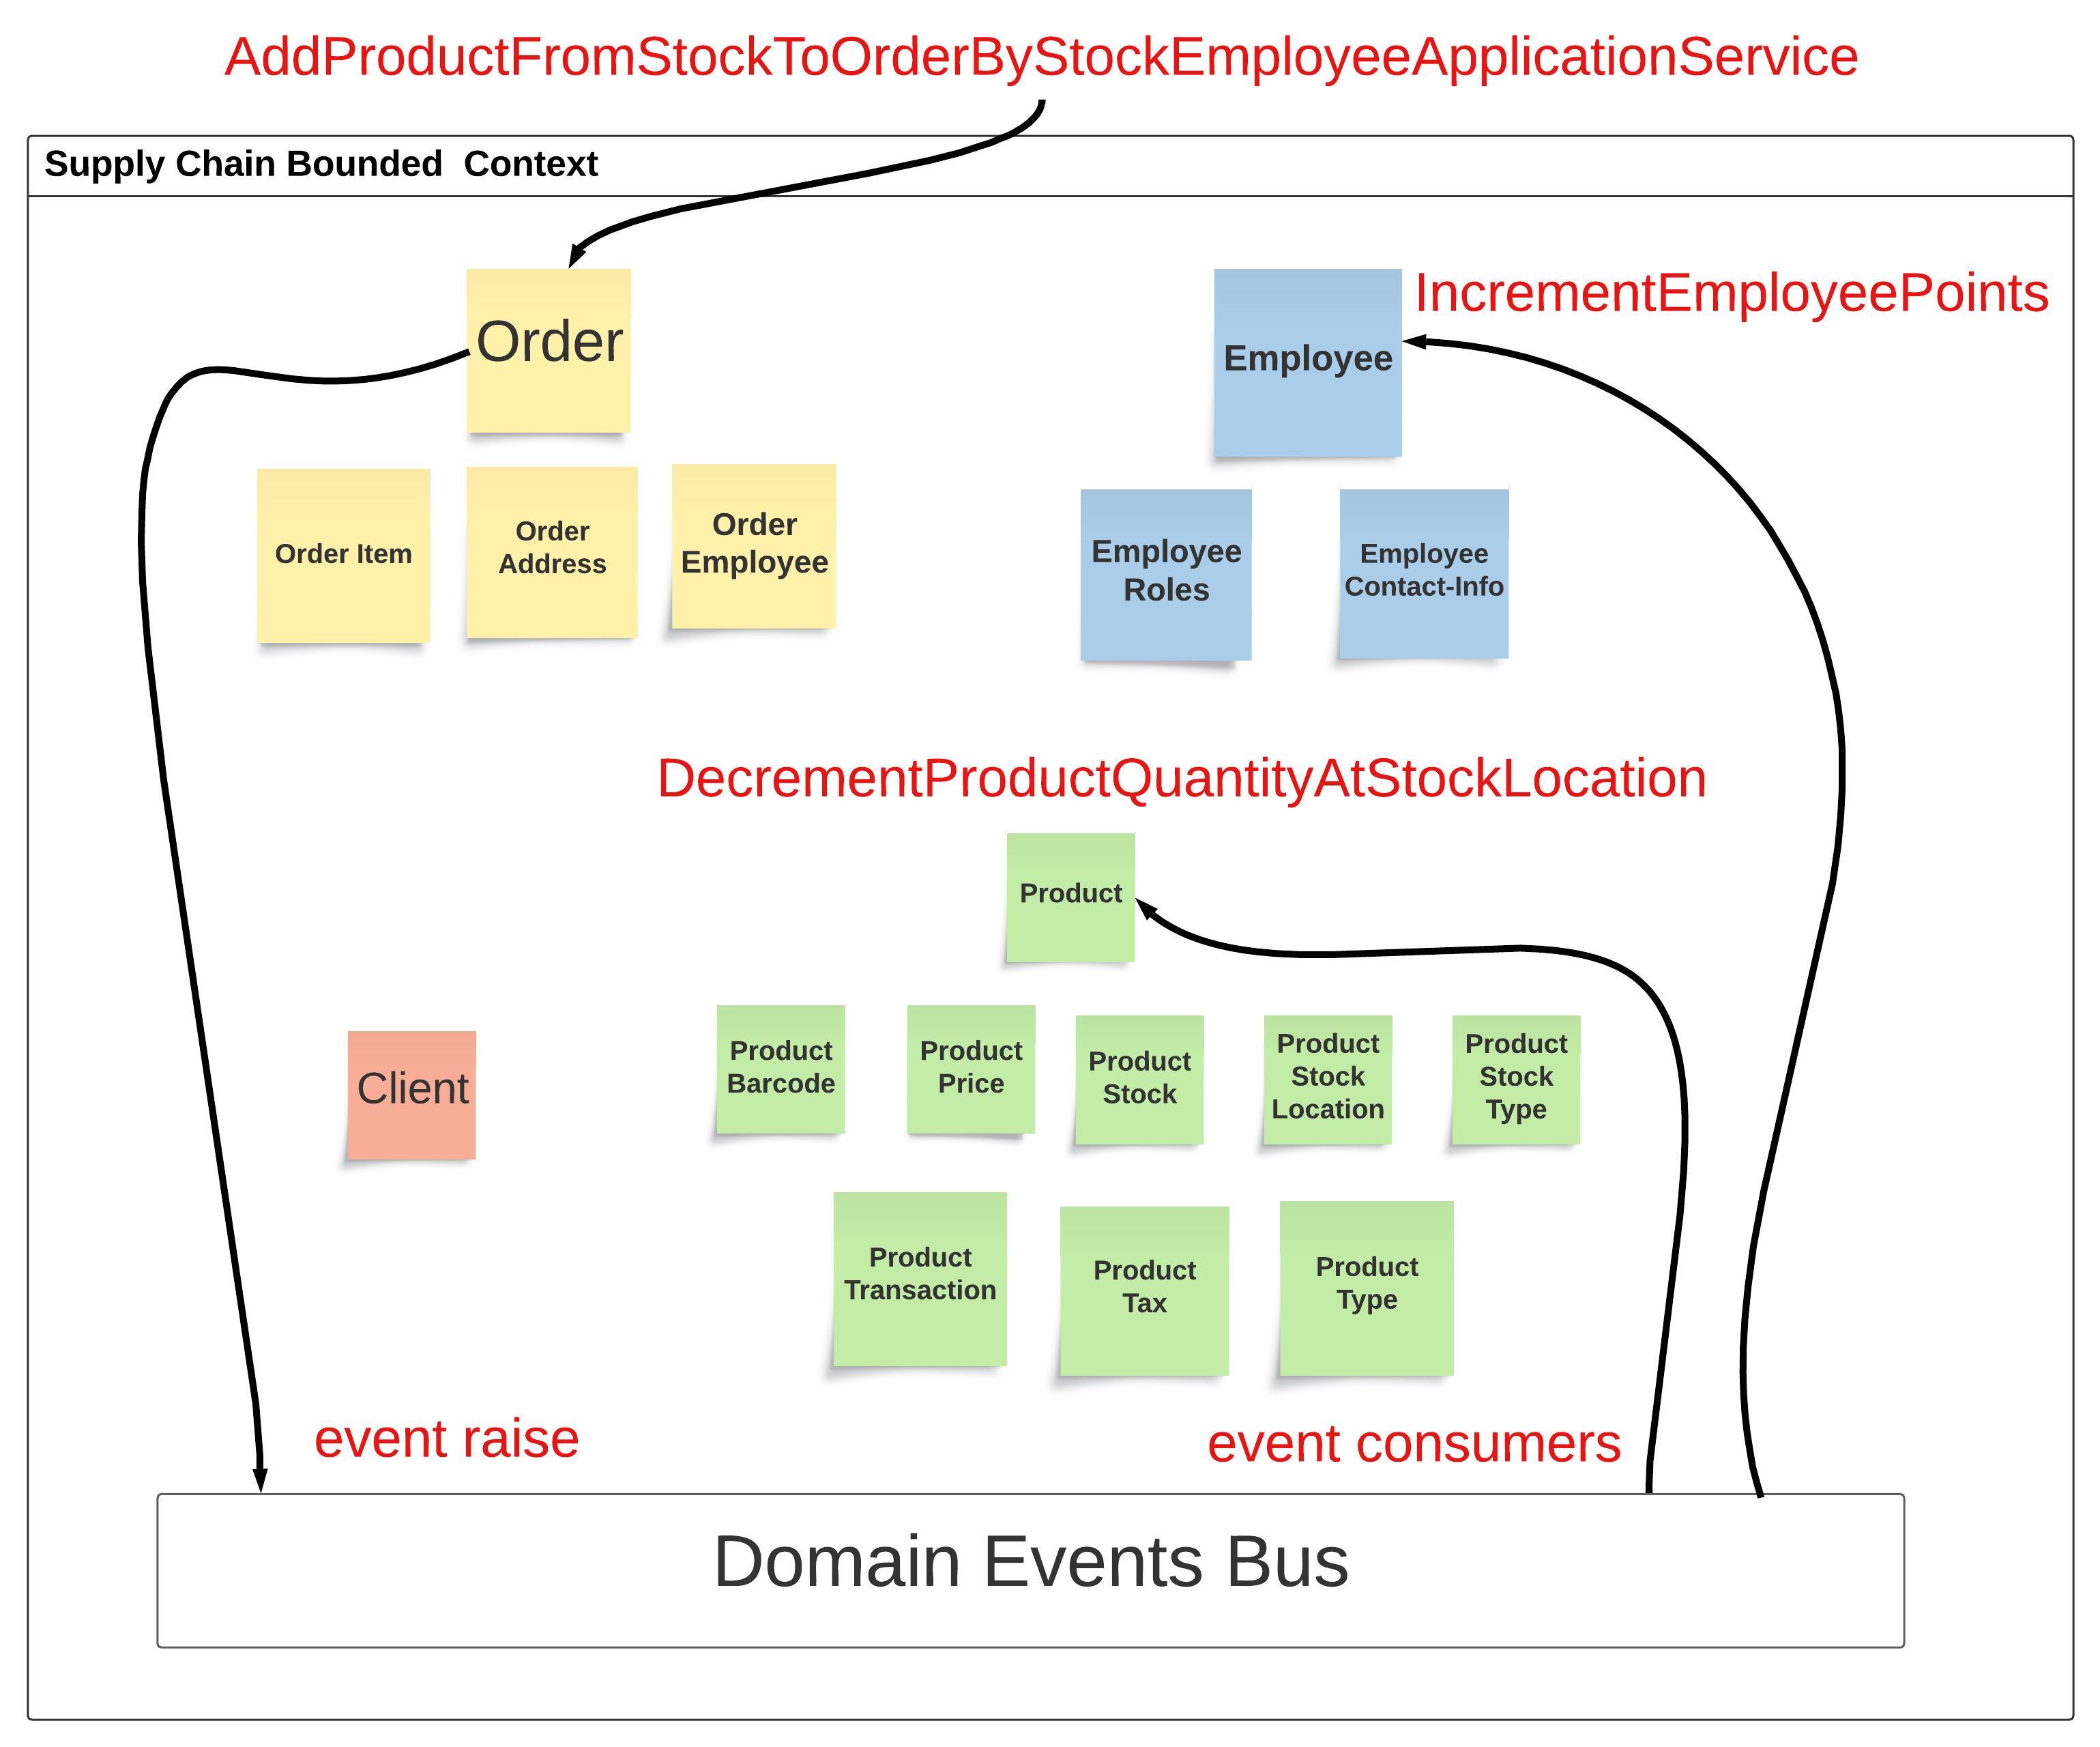 AddProductFromStockToOrderByStockEmployeeApplicationService
Supply Chain Bounded  Context
Order
Employee
IncrementEmployeePoints
Order Item
Order
Address
Order
Employee
Employee
Roles
Employee
Contact-Info
DecrementProductQuantityAtStockLocation
Product
Client
Product
Barcode
Product
Price
Product
Stock
Product
Stock
Location
Product
Stock
Type
Product
Transaction
Product
Tax
Product
Type
event raise
event consumers
Domain Events Bus